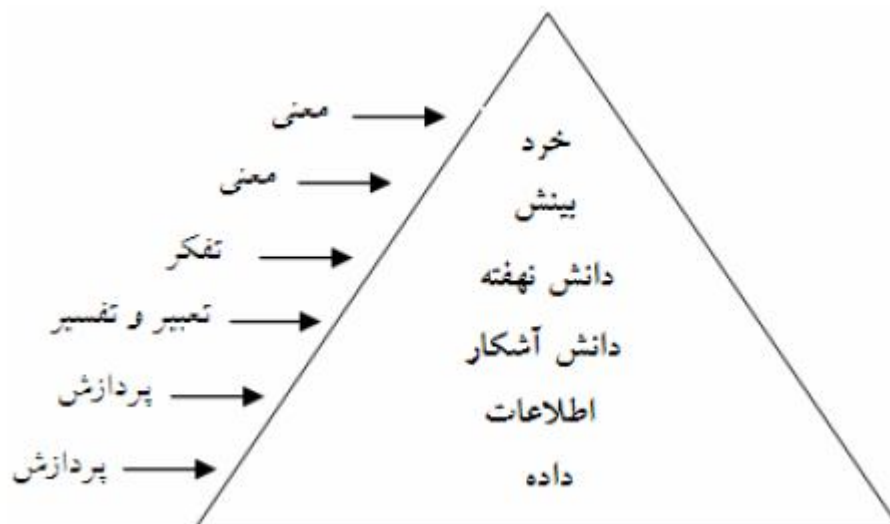 معنی
خرد
معنی
بینش
تفکر
دانش نهفته
تعبیر و تفسیر
دانش آشکار
پردازش
اطلاعات
پردازش
داده